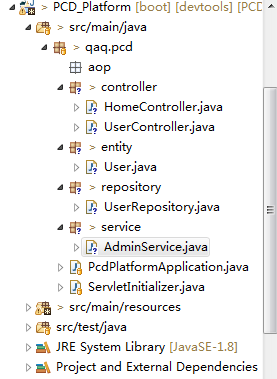 PCD_Platform [boot] [devtools] [PCD
> src/main/java
> qaq.pcd
aop
> controller
> HomeController.java
> UserController.java
> entity
> User.java
> repository
> UserRepository.java
> service
> AdminService.java
> PcdPlatformApplication.java
> ServletInitializer.java
> src/main/resources
src/test/java
JRE System Library [JavaSE-1.8]
Project and External Dependencies